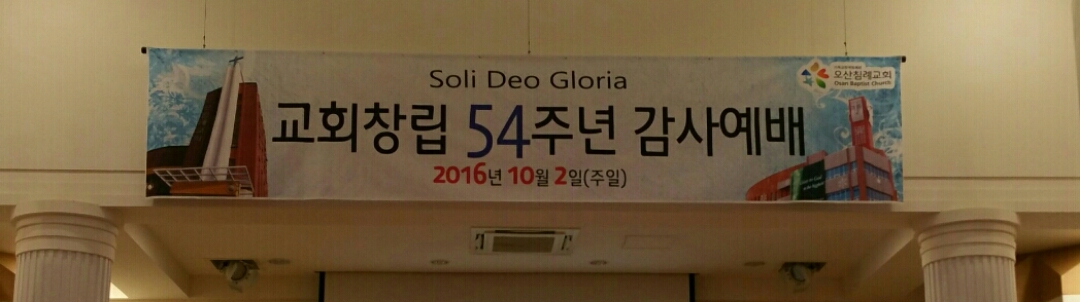 Soli Deo Gloria
교회창립 54주년 감사예배
2016년 10월 2일(주일)
오산침례교회
Osan Baptist Church